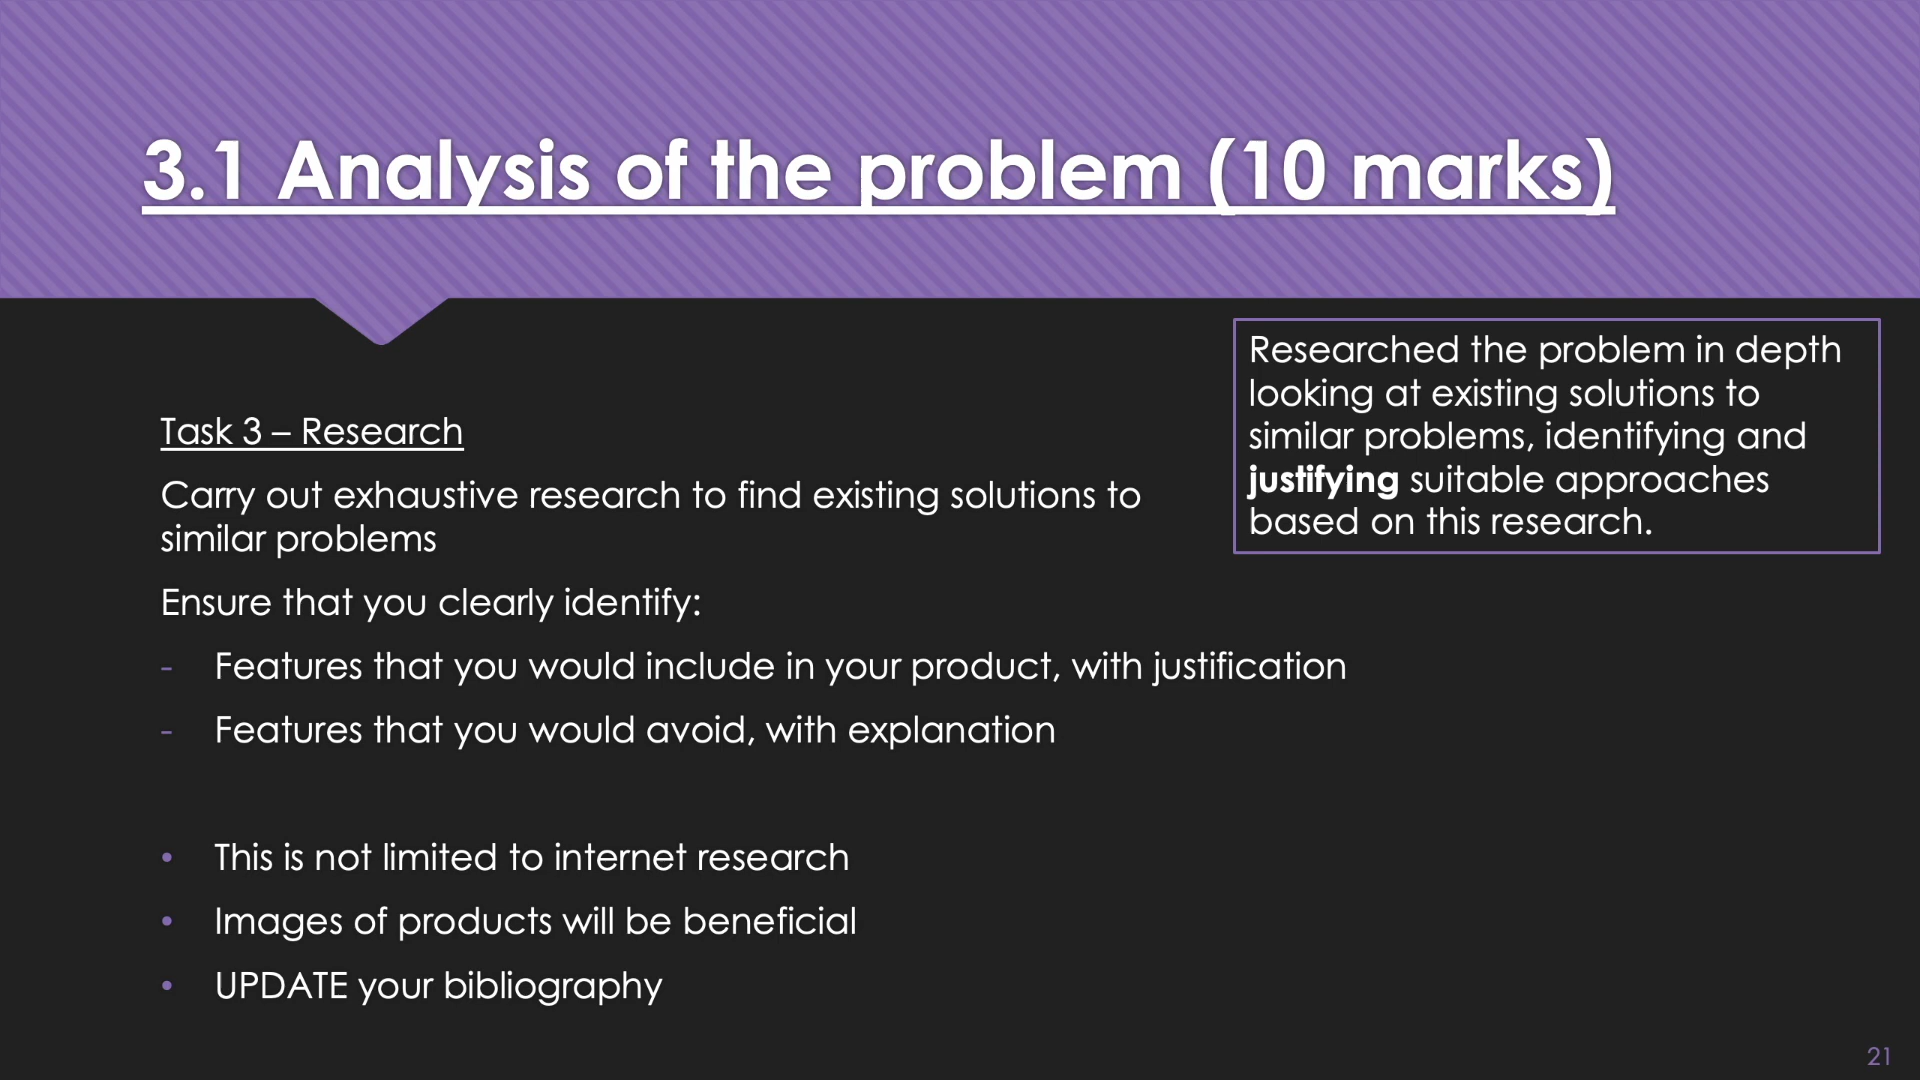 3.1 Analysis of the problem (10 marks)
Researched the problem in depth
looking at existing solutions to
similar problems, identifying and
justifying suitable approaches
based on this research.
Task 3 – Research
Carry out exhaustive research to find existing solutions to
similar problems
Ensure that you clearly identify:
- Features that you would include in your product, with justification
- Features that you would avoid, with explanation
• This is not limited to internet research
• Images of products will be beneficial
• UPDATE your bibliography
21